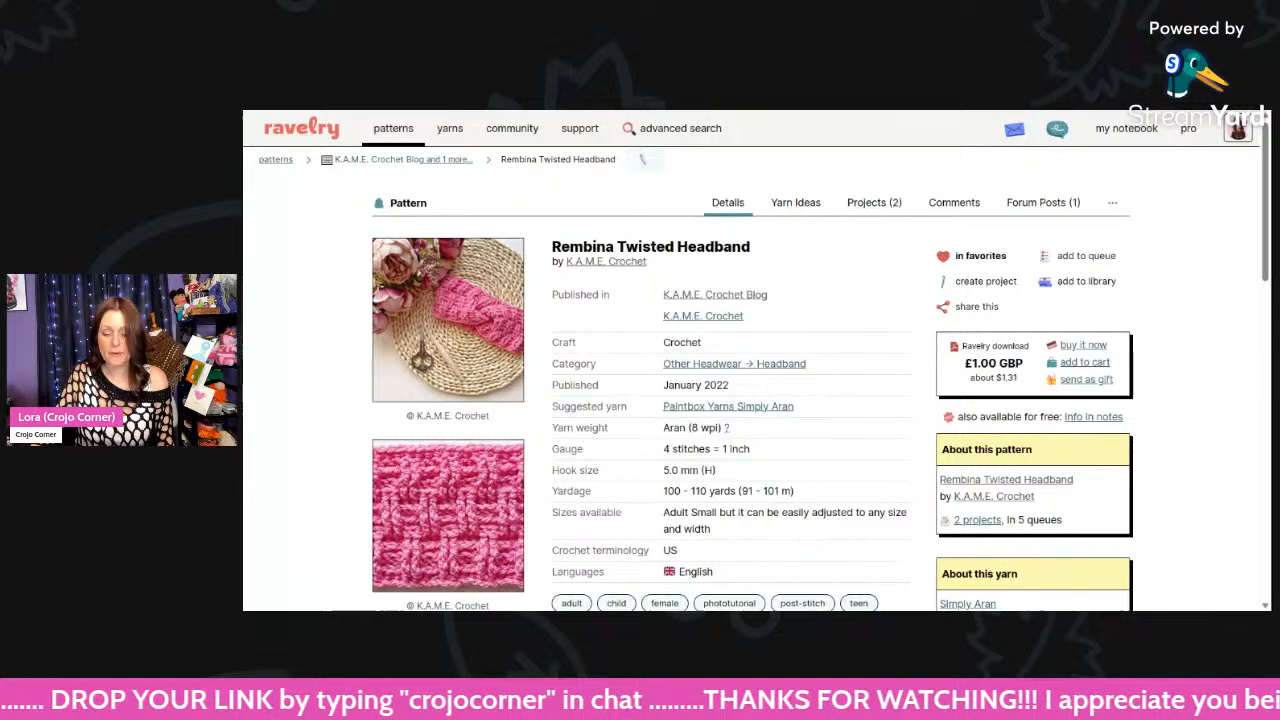 Powered by
StreamYard
ravelry
patterns yarns community support advanced search my notebook pro
patterns K.A.M.E. Crochet Blog and 1 more... Rembina Twisted Headband
Pattern
Details Yarn Ideas Projects (2) Comments Forum Posts (1) ...
Rembina Twisted Headband
by K.A.M.E. Crochet
Published in K.A.M.E. Crochet Blog
K.A.M.E. Crochet
Craft Crochet
Category Other Headwear → Headband
Published January 2022
Suggested yarn Paintbox Yarns Simply Aran
Yarn weight Aran (8 wpi) ?
Gauge 4 stitches = 1 inch
Hook size 5.0 mm (H)
Yardage 100 - 110 yards (91 - 101 m)
Sizes available Adult Small but it can be easily adjusted to any size
and width
Crochet terminology US
Languages English
adult child female phototutorial post-stitch teen
© K.A.M.E. Crochet
© K.A.M.E. Crochet
in favorites add to queue
create project add to library
share this
Ravelry download buy it now
£1.00 GBP add to cart
about $1.31 send as gift
also available for free: Info in notes
About this pattern
Rembina Twisted Headband
by K.A.M.E. Crochet
2 projects, in 5 queues
About this yarn
Simply Aran
Lora (Crojo Corner)
Crojo Corner
....... DROP YOUR LINK by typing "crojocorner" in chat .........THANKS FOR WATCHING!!! I appreciate you bei